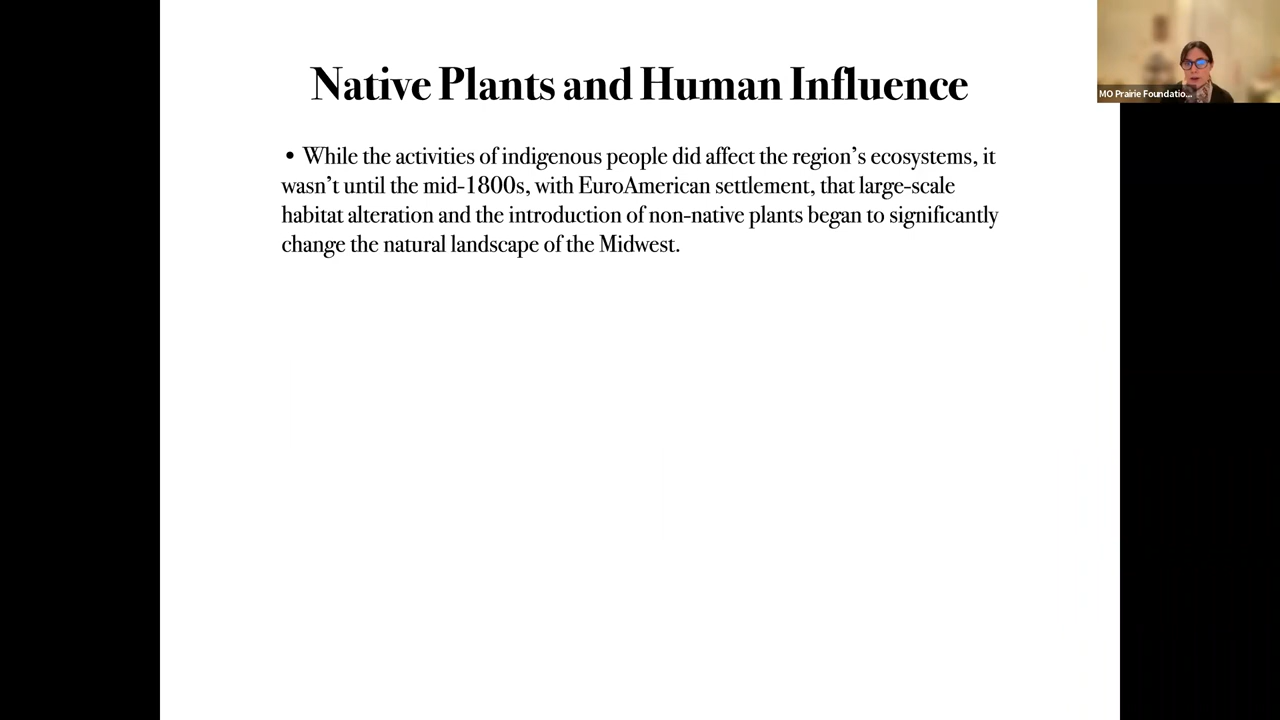 Native Plants and Human Influence
• While the activities of indigenous people did affect the region’s ecosystems, it
wasn’t until the mid-1800s, with EuroAmerican settlement, that large-scale
habitat alteration and the introduction of non-native plants began to significantly
change the natural landscape of the Midwest.
MO Prairie Foundatio...